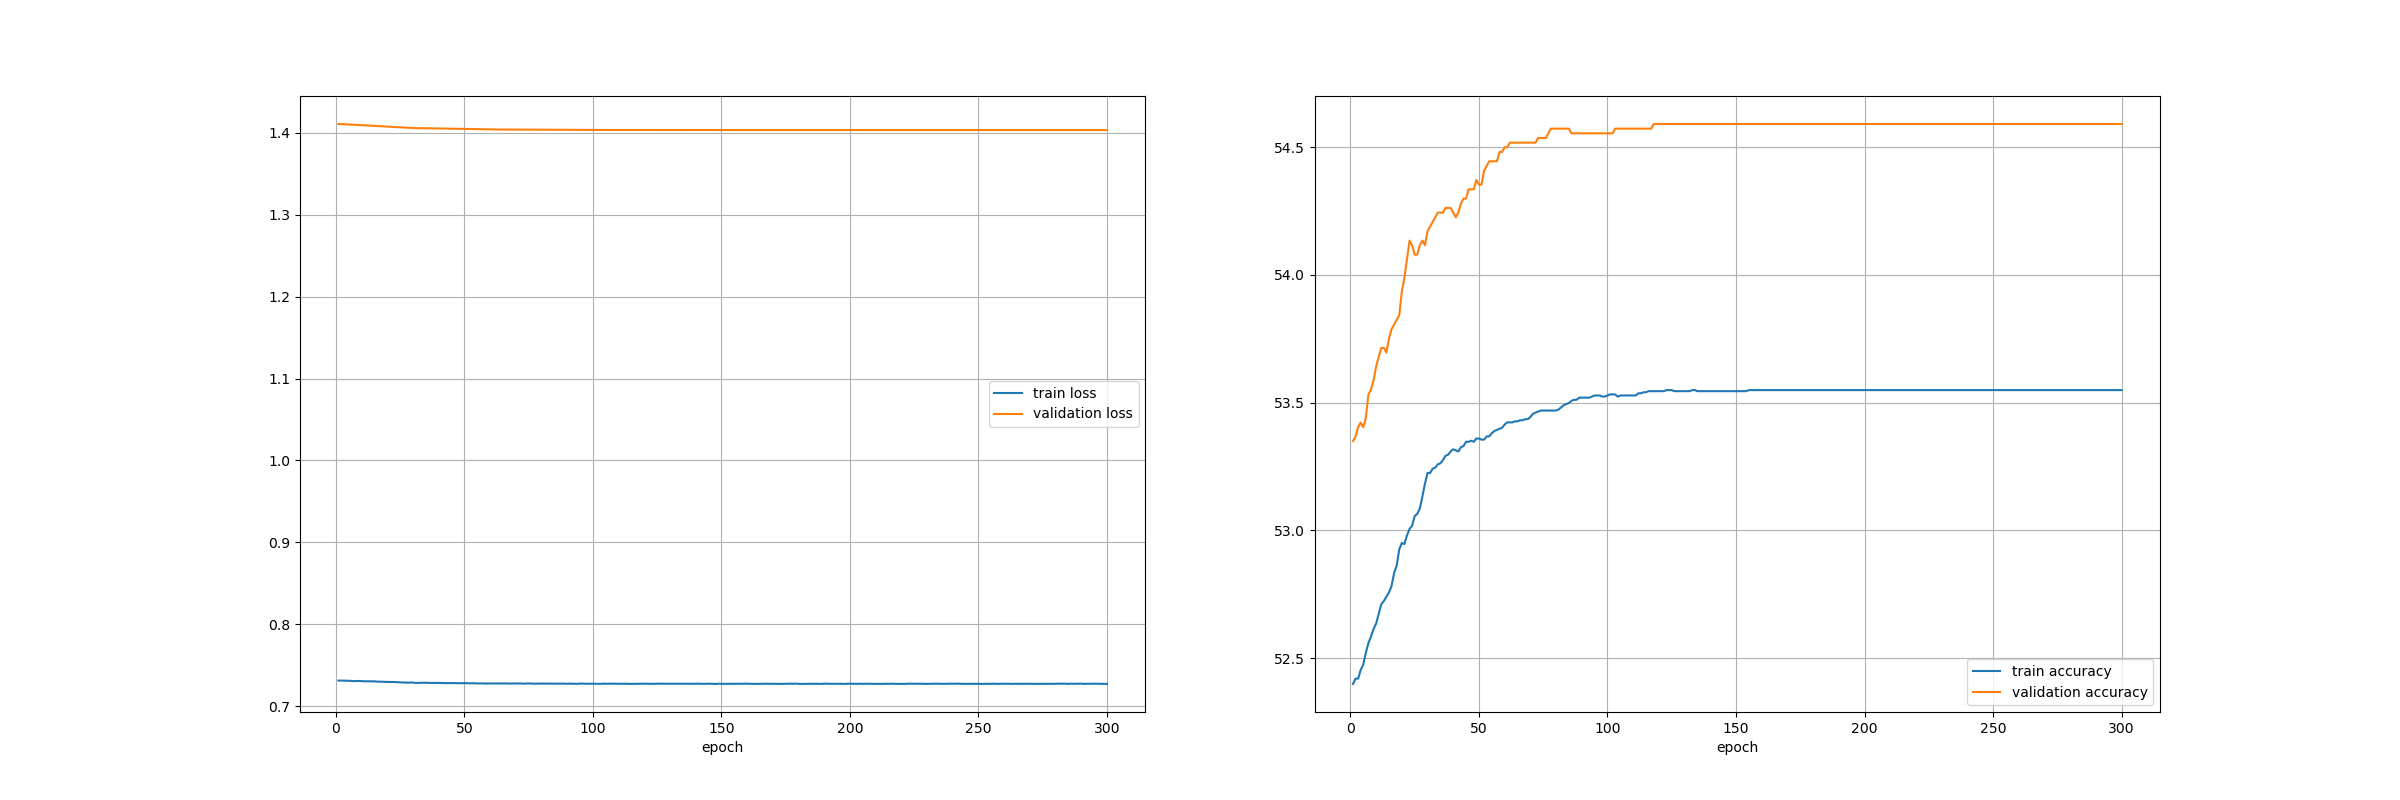 1.4
1.3
1.2
1.1
1.0
0.9
0.8
0.7
0 50 100 150 200 250 300
epoch
train loss
validation loss
54.5
54.0
53.5
53.0
52.5
0 50 100 150 200 250 300
epoch
train accuracy
validation accuracy